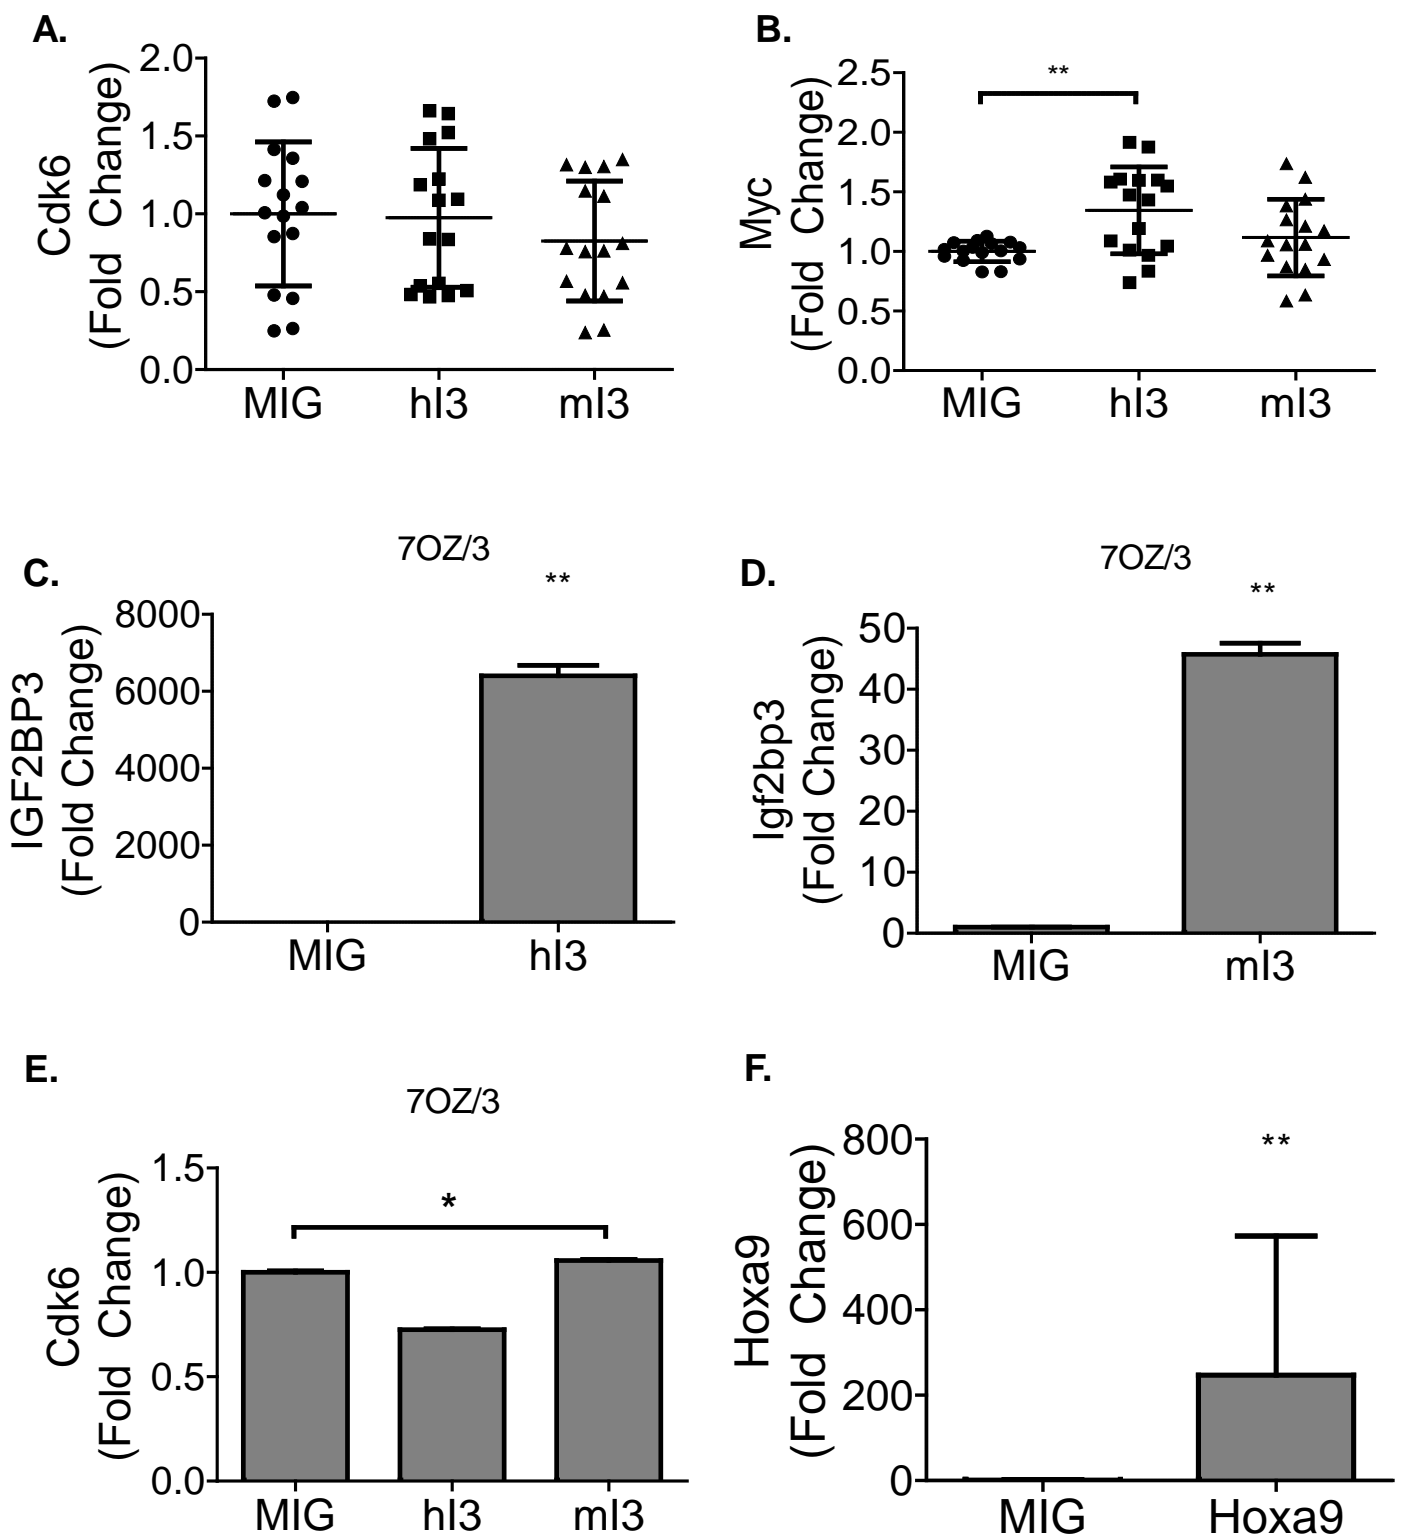 A.
Cdk6
(Fold Change)
2.0
1.5
1.0
0.5
0.0
MIG hI3 mI3
B.
Myc
(Fold Change)
2.5
2.0
1.5
1.0
0.5
0.0
**
MIG hI3 mI3
C.
7OZ/3
**
IGF2BP3
(Fold Change)
8000
6000
4000
2000
0
MIG hI3
D.
7OZ/3
**
Igf2bp3
(Fold Change)
50
40
30
20
10
0
MIG mI3
E.
7OZ/3
Cdk6
(Fold Change)
1.5
1.0
0.5
0.0
*
MIG hI3 mI3
F.
Hoxa9
(Fold Change)
800
600
400
200
0
**
MIG Hoxa9